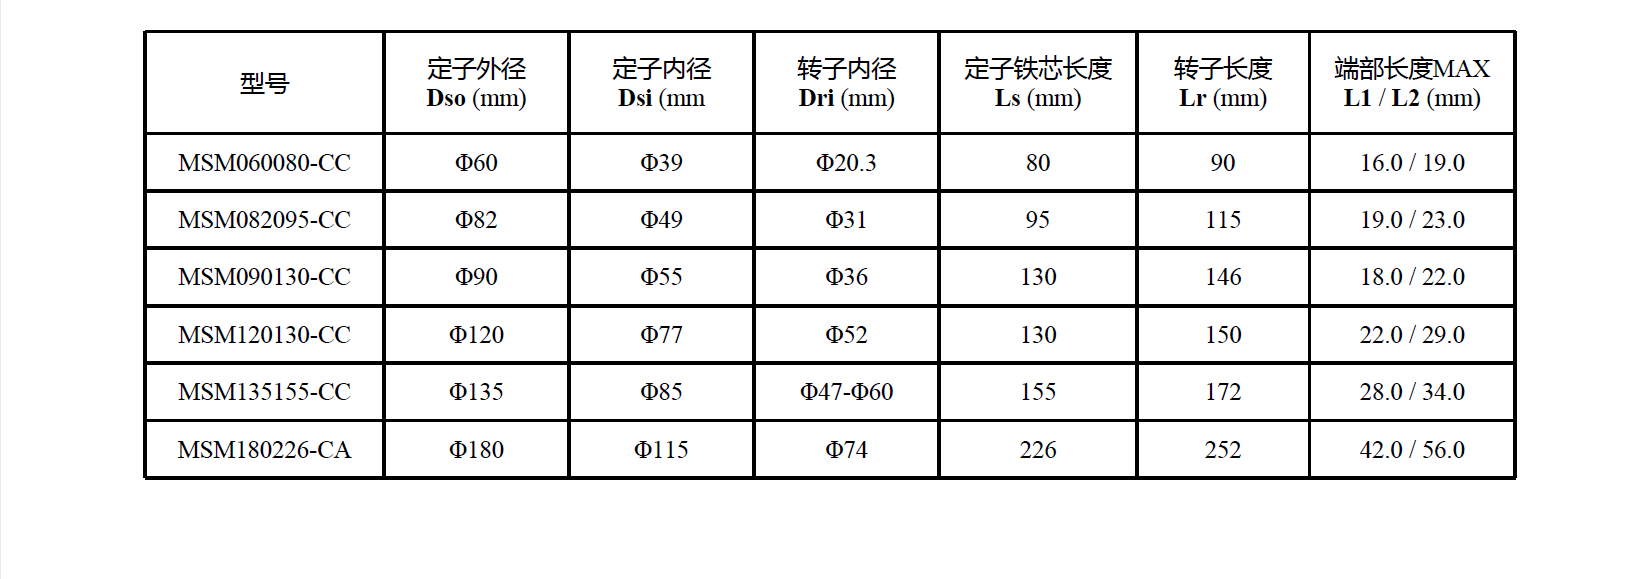 型号 定子外径 定子内径 转子内径 定子铁芯长度 转子长度 端部长度MAX
Dso (mm) Dsi (mm Dri (mm) Ls (mm) Lr (mm) L1 / L2 (mm)
MSM060080-CC Φ60 Φ39 Φ20.3 80 90 16.0 / 19.0
MSM082095-CC Φ82 Φ49 Φ31 95 115 19.0 / 23.0
MSM090130-CC Φ90 Φ55 Φ36 130 146 18.0 / 22.0
MSM120130-CC Φ120 Φ77 Φ52 130 150 22.0 / 29.0
MSM135155-CC Φ135 Φ85 Φ47-Φ60 155 172 28.0 / 34.0
MSM180226-CA Φ180 Φ115 Φ74 226 252 42.0 / 56.0